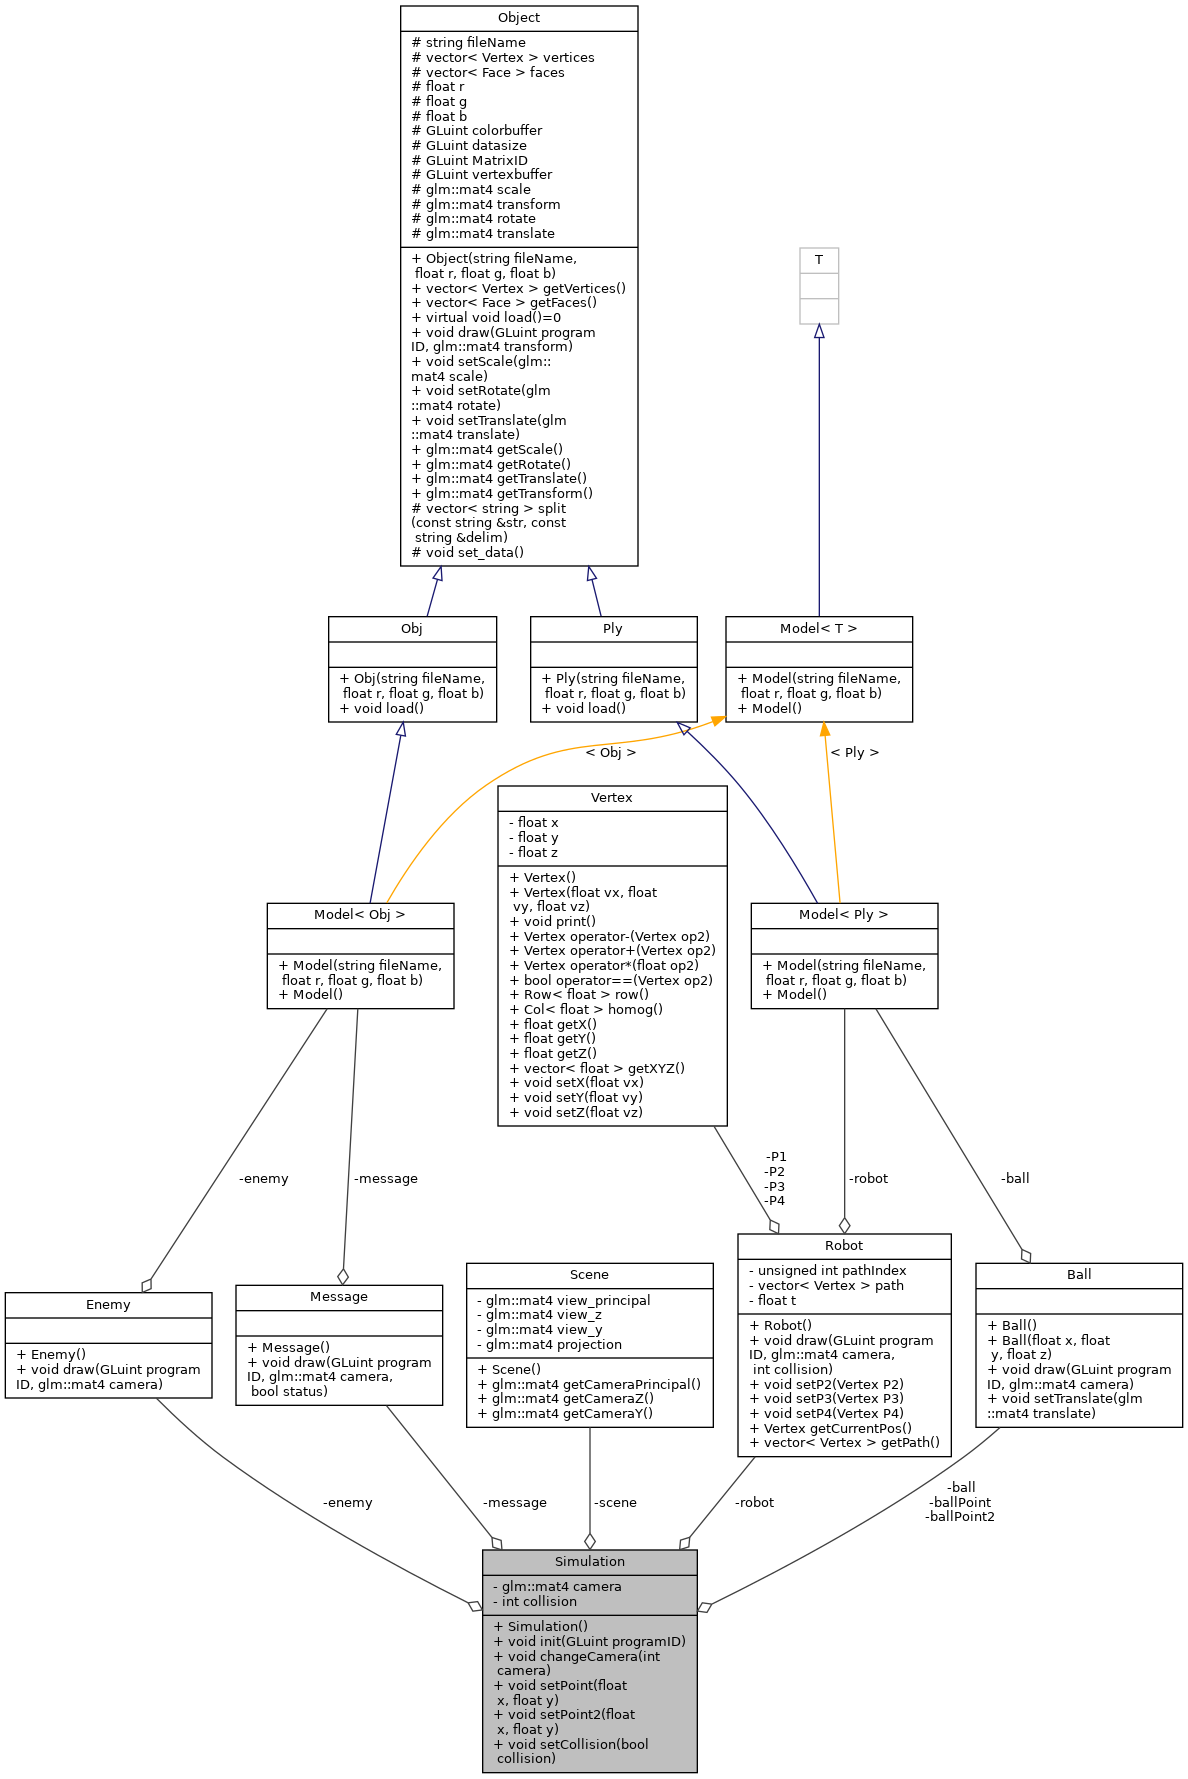 Object
# string fileName
# vector< Vertex > vertices
# vector< Face > faces
# float r
# float g
# float b
# GLuint colorbuffer
# GLuint datasize
# GLuint MatrixID
# GLuint vertexbuffer
# glm::mat4 scale
# glm::mat4 transform
# glm::mat4 rotate
# glm::mat4 translate
+ Object(string fileName,
float r, float g, float b)
+ vector< Vertex > getVertices()
+ vector< Face > getFaces()
+ virtual void load()=0
+ void draw(GLuint program
ID, glm::mat4 transform)
+ void setScale(glm::
mat4 scale)
+ void setRotate(glm
::mat4 rotate)
+ void setTranslate(glm
::mat4 translate)
+ glm::mat4 getScale()
+ glm::mat4 getRotate()
+ glm::mat4 getTranslate()
+ glm::mat4 getTransform()
# vector< string > split
(const string &str, const
string &delim)
# void set_data()
T
Obj
+ Obj(string fileName,
float r, float g, float b)
+ void load()
Ply
+ Ply(string fileName,
float r, float g, float b)
+ void load()
Model< T >
+ Model(string fileName,
float r, float g, float b)
+ Model()
< Obj >
< Ply >
Vertex
- float x
- float y
- float z
+ Vertex()
+ Vertex(float vx, float
vy, float vz)
+ void print()
+ Vertex operator-(Vertex op2)
+ Vertex operator+(Vertex op2)
+ Vertex operator*(float op2)
+ bool operator==(Vertex op2)
+ Row< float > row()
+ Col< float > homog()
+ float getX()
+ float getY()
+ float getZ()
+ vector< float > getXYZ()
+ void setX(float vx)
+ void setY(float vy)
+ void setZ(float vz)
Model< Obj >
+ Model(string fileName,
float r, float g, float b)
+ Model()
Model< Ply >
+ Model(string fileName,
float r, float g, float b)
+ Model()
-enemy
-message
-P1
-P2
-P3
-P4
-robot
-ball
Enemy
+ Enemy()
+ void draw(GLuint program
ID, glm::mat4 camera)
Message
+ Message()
+ void draw(GLuint program
ID, glm::mat4 camera,
bool status)
Scene
- glm::mat4 view_principal
- glm::mat4 view_z
- glm::mat4 view_y
- glm::mat4 projection
+ Scene()
+ glm::mat4 getCameraPrincipal()
+ glm::mat4 getCameraZ()
+ glm::mat4 getCameraY()
Robot
- unsigned int pathIndex
- vector< Vertex > path
- float t
+ Robot()
+ void draw(GLuint program
ID, glm::mat4 camera,
int collision)
+ void setP2(Vertex P2)
+ void setP3(Vertex P3)
+ void setP4(Vertex P4)
+ Vertex getCurrentPos()
+ vector< Vertex > getPath()
Ball
+ Ball()
+ Ball(float x, float
y, float z)
+ void draw(GLuint program
ID, glm::mat4 camera)
+ void setTranslate(glm
::mat4 translate)
-enemy
-message
-scene
-robot
-ball
-ballPoint
-ballPoint2
Simulation
- glm::mat4 camera
- int collision
+ Simulation()
+ void init(GLuint programID)
+ void changeCamera(int
camera)
+ void setPoint(float
x, float y)
+ void setPoint2(float
x, float y)
+ void setCollision(bool
collision)